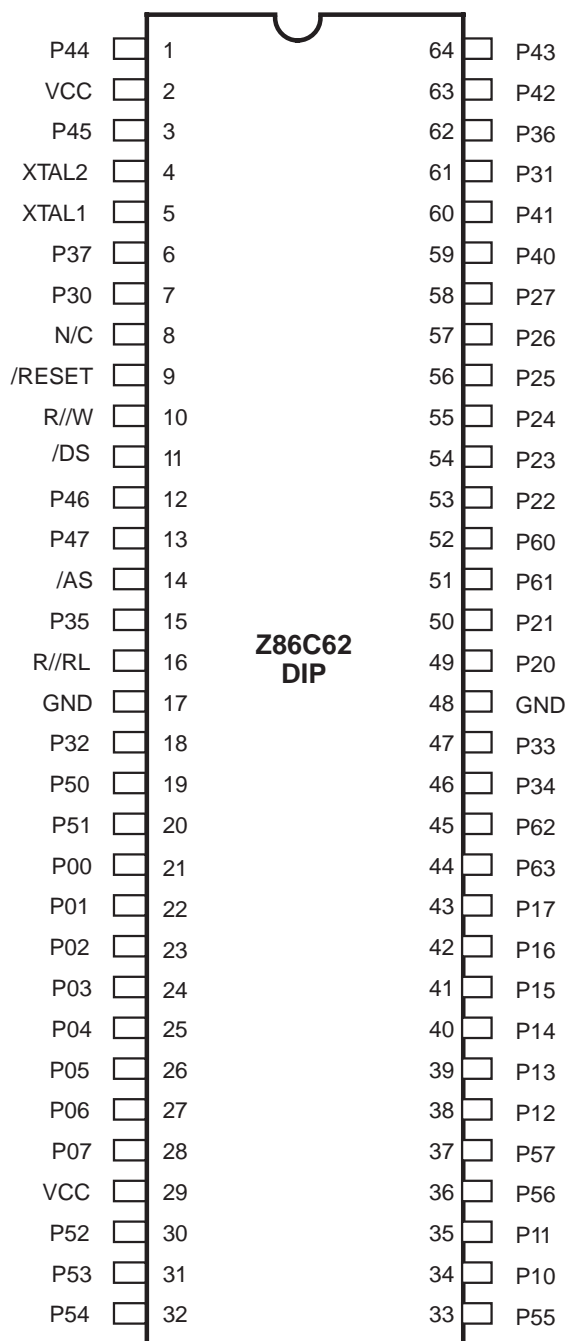 P44 1 64 P43
VCC 2 63 P42
P45 3 62 P36
XTAL2 4 61 P31
XTAL1 5 60 P41
P37 6 59 P40
P30 7 58 P27
N/C 8 57 P26
/RESET 9 56 P25
R//W 10 55 P24
/DS 11 54 P23
P46 12 53 P22
P47 13 52 P60
/AS 14 51 P61
P35 15 50 P21
Z86C62
R//RL 16 49 P20
DIP
GND 17 48 GND
P32 18 47 P33
P50 19 46 P34
P51 20 45 P62
P00 21 44 P63
P01 22 43 P17
P02 23 42 P16
P03 24 41 P15
P04 25 40 P14
P05 26 39 P13
P06 27 38 P12
P07 28 37 P57
VCC 29 36 P56
P52 30 35 P11
P53 31 34 P10
P54 32 33 P55